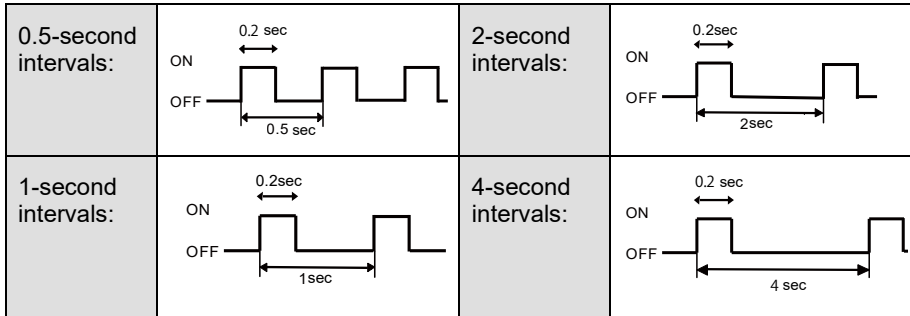 0.5-second
intervals:
0.2 sec
ON
OFF
0.5 sec
2-second
intervals:
0.2sec
ON
OFF
2sec
1-second
intervals:
0.2sec
ON
OFF
1sec
4-second
intervals:
0.2 sec
ON
OFF
4 sec